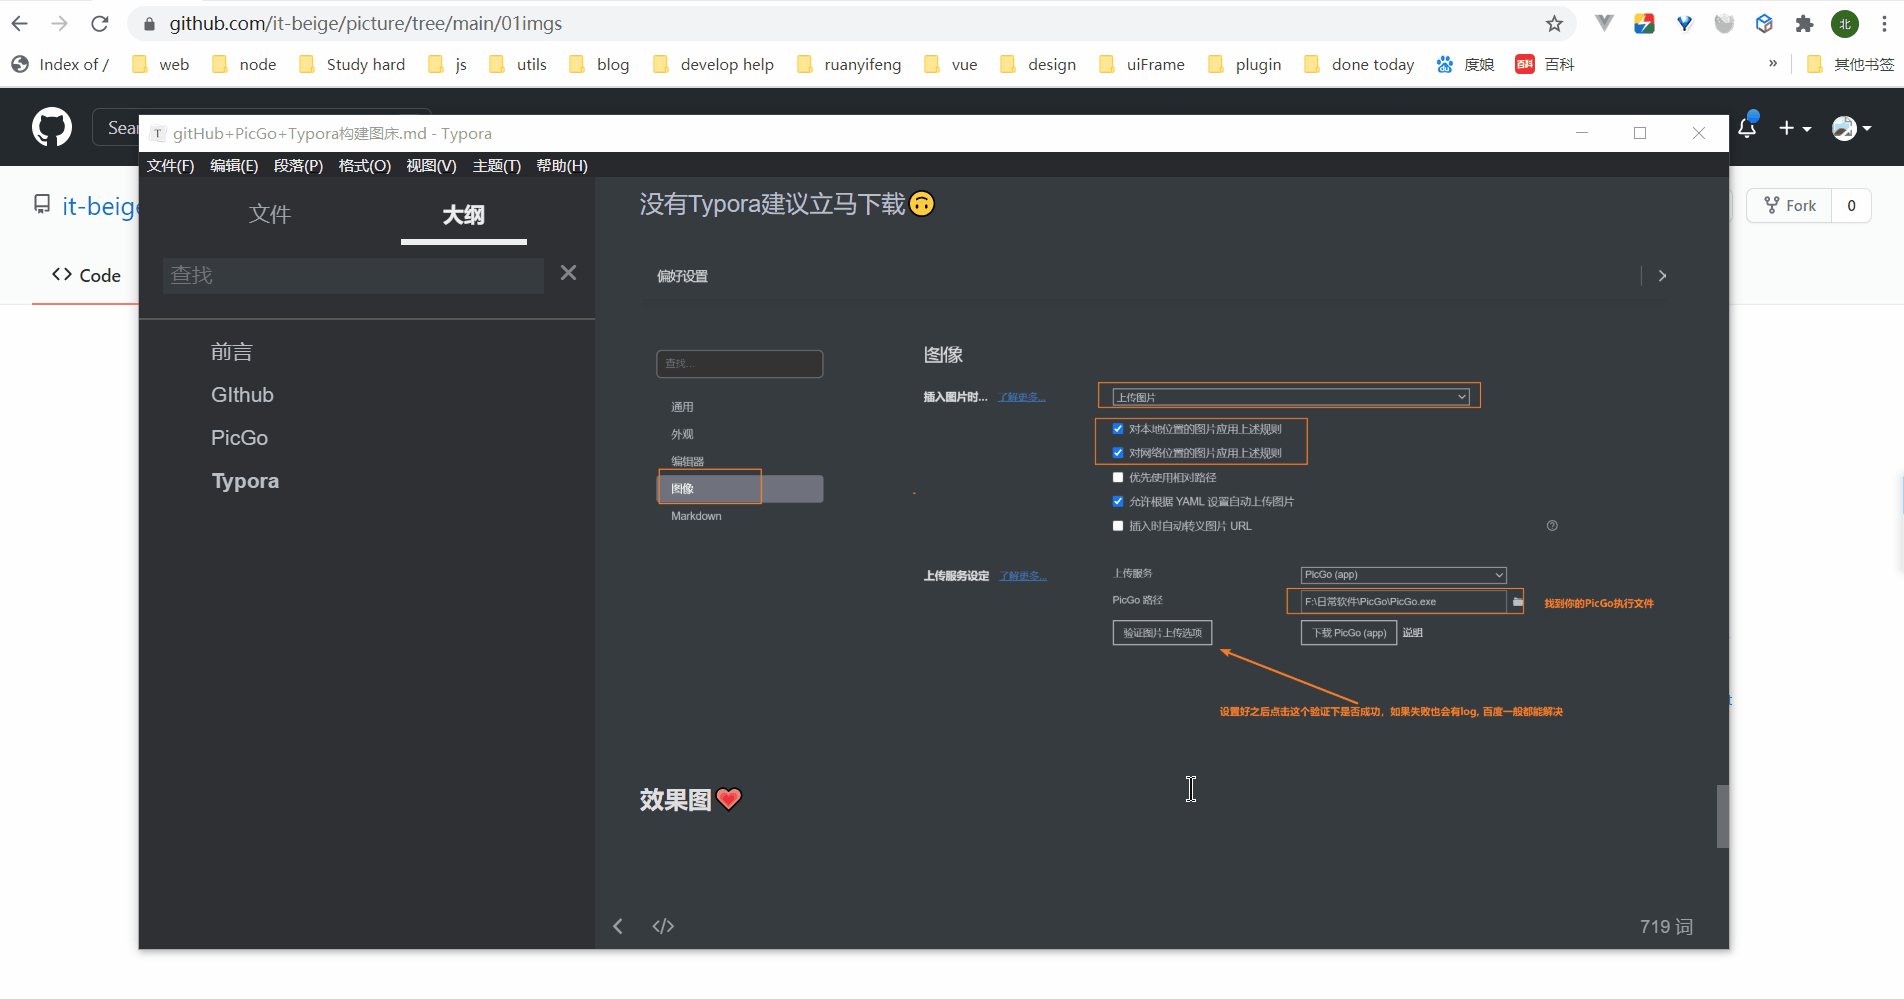 github.com/it-beige/picture/tree/main/01imgs
北
Index of /
web
node
Study hard
js
utils
blog
develop help
ruanyifeng
vue
design
uiFrame
plugin
done today
度娘
百科
百科
»
其他书签
Sear
T gitHub+PicGo+Typora构建图床.md - Typora
文件(F) 编辑(E) 段落(P) 格式(O) 视图(V) 主题(T) 帮助(H)
it-beige
Fork 0
Code
文件
大纲
查找
前言
GIthub
PicGo
Typora
没有Typora建议立马下载🙃
偏好设置
查找...
通用
外观
编辑器
图像
Markdown
图像
插入图片时... 了解更多...
上传图片
对本地位置的图片应用上述规则
对网络位置的图片应用上述规则
优先使用相对路径
允许根据 YAML 设置自动上传图片
插入时自动转义图片 URL
上传服务设定 了解更多...
上传服务
PicGo (app)
PicGo 路径
F:\日常软件\PicGo\PicGo.exe
找到你的PicGo执行文件
验证图片上传选项
下载 PicGo (app)
说明
设置好之后点击这个验证下是否成功，如果失败也会有log, 百度一般都能解决
效果图❤
</>
719 词